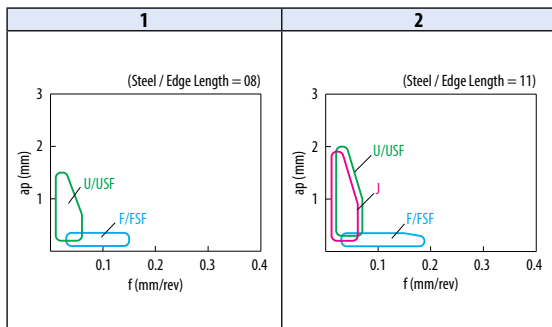 1
2
(Steel / Edge Length = 08)
3
2
1
ap (mm)
U/USF
F/FSF
0.1
0.2
0.3
0.4
f (mm/rev)
(Steel / Edge Length = 11)
3
2
1
ap (mm)
U/USF
J
F/FSF
0.1
0.2
0.3
0.4
f (mm/rev)